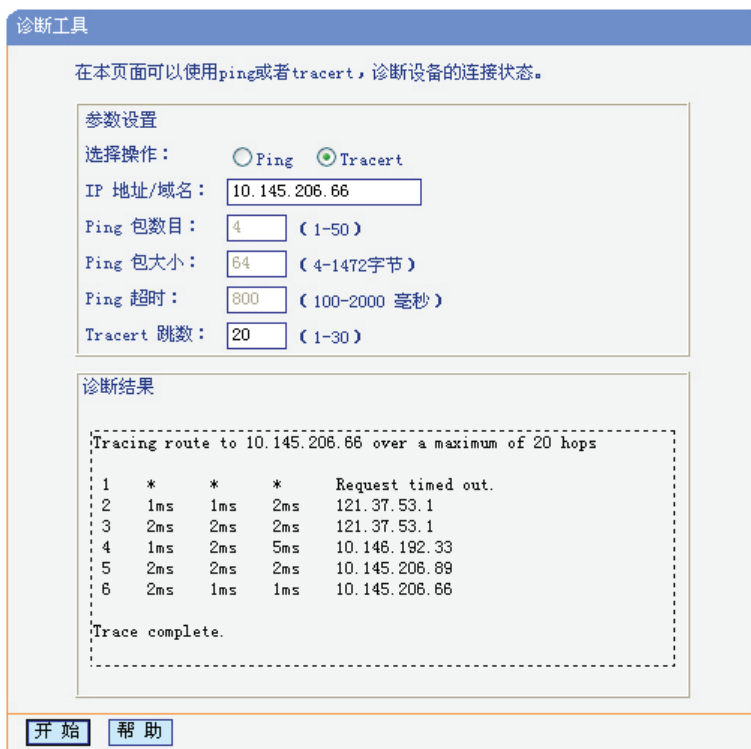 诊断工具
在本页面可以使用ping或者tracert，诊断设备的连接状态。
参数设置
选择操作： Ping Tracert
IP 地址/域名： 10.145.206.66
Ping 包数目： 4 （1-50）
Ping 包大小： 64 （4-1472字节）
Ping 超时： 800 （100-2000 毫秒）
Tracert 跳数： 20 （1-30）
诊断结果
Tracing route to 10.145.206.66 over a maximum of 20 hops
1 * * * Request timed out.
2 1ms 1ms 2ms 121.37.53.1
3 2ms 2ms 2ms 121.37.53.1
4 1ms 2ms 5ms 10.146.192.33
5 2ms 2ms 2ms 10.145.206.89
6 2ms 1ms 1ms 10.145.206.66
Trace complete.
开 始 帮 助